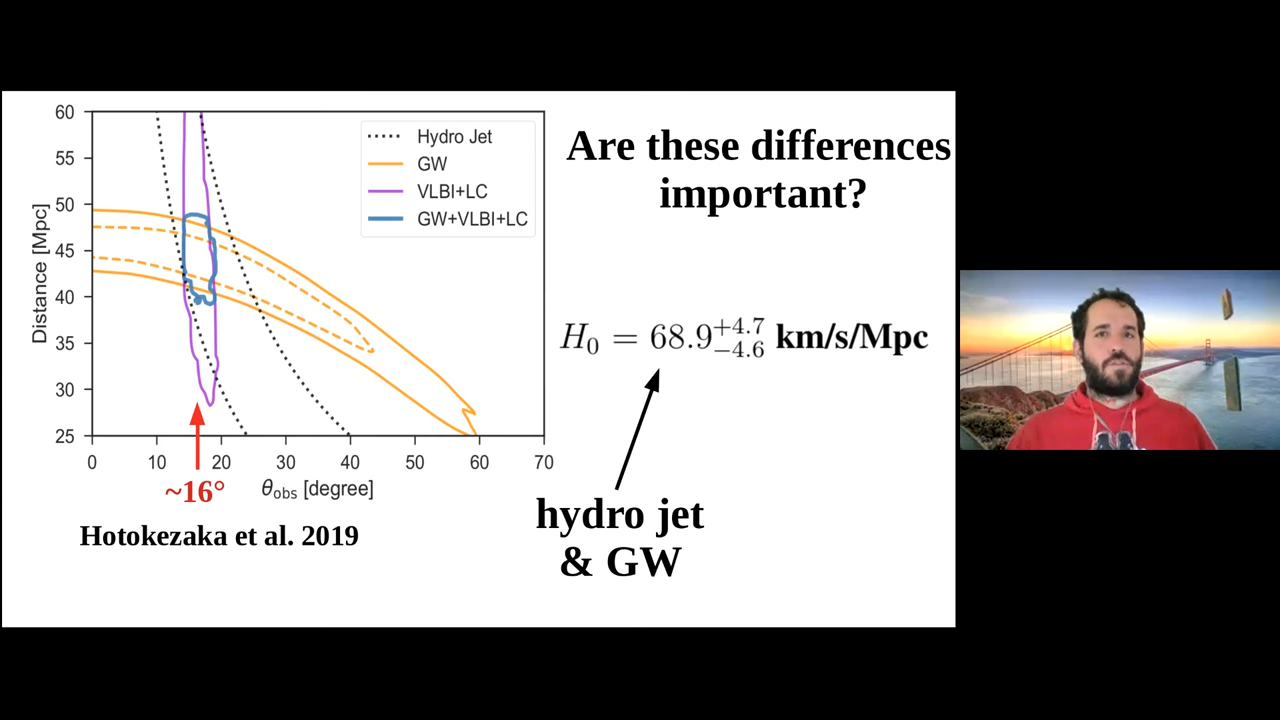 60
55
50
45
40
35
30
25
Distance [Mpc]
0 10 20 30 40 50 60 70
θobs [degree]
Hydro Jet
GW
VLBI+LC
GW+VLBI+LC
~16°
Hotokezaka et al. 2019
Are these differences
important?
H₀ = 68.9+4.7−4.6 km/s/Mpc
hydro jet
& GW